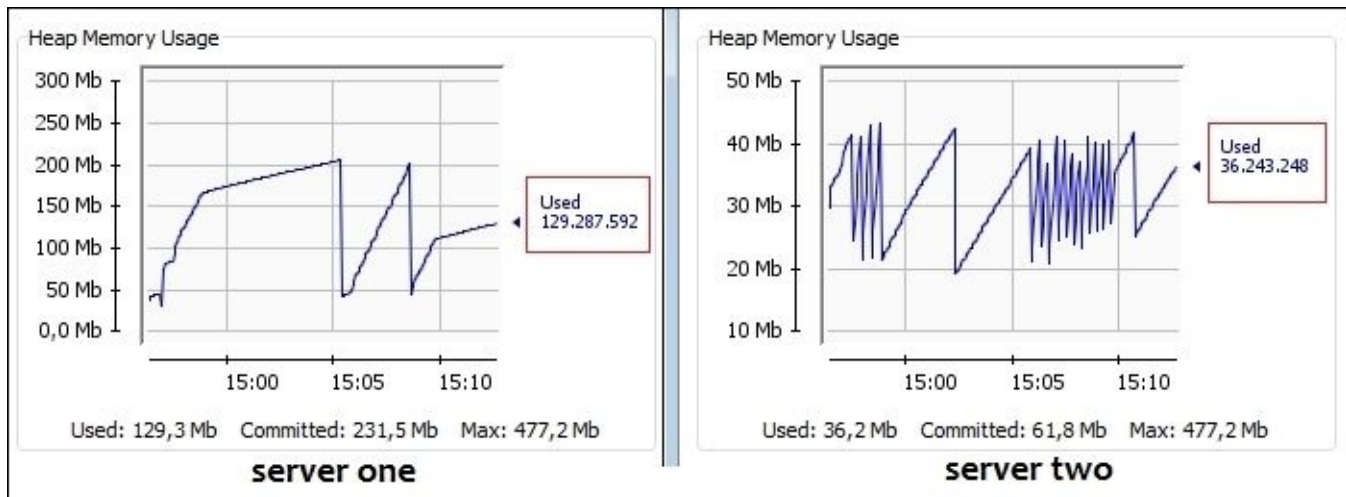 Heap Memory Usage
300 Mb
250 Mb
200 Mb
150 Mb
100 Mb
50 Mb
0,0 Mb
15:00 15:05 15:10
Used
129.287.592
Used: 129,3 Mb Committed: 231,5 Mb Max: 477,2 Mb
server one
Heap Memory Usage
50 Mb
40 Mb
30 Mb
20 Mb
10 Mb
15:00 15:05 15:10
Used
36.243.248
Used: 36,2 Mb Committed: 61,8 Mb Max: 477,2 Mb
server two